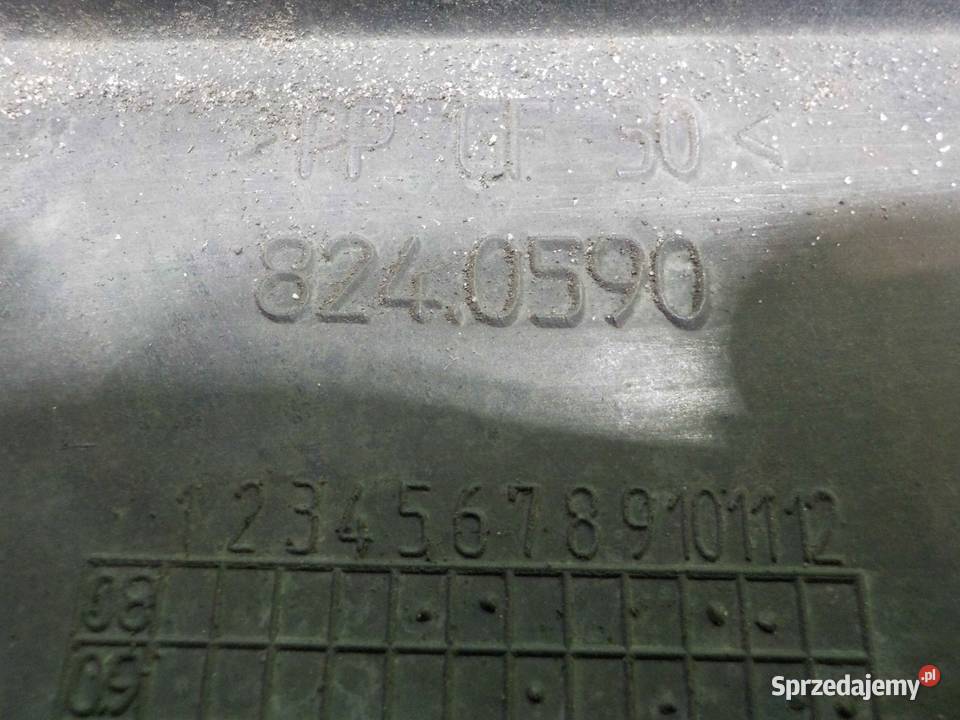 >PP GF 30<
824.0590
1 2 3 4 5 6 7 8 9 10 11 12
08
09
Sprzedajemy.pl